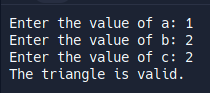 Enter the value of a: 1
Enter the value of b: 2
Enter the value of c: 2
The triangle is valid.